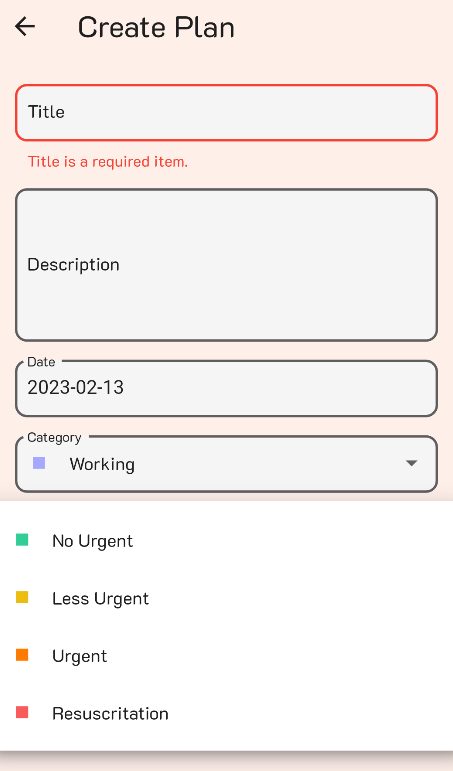 Create Plan
Title
Title is a required item.
Description
Date
2023-02-13
Category
Working
No Urgent
Less Urgent
Urgent
Resuscritation